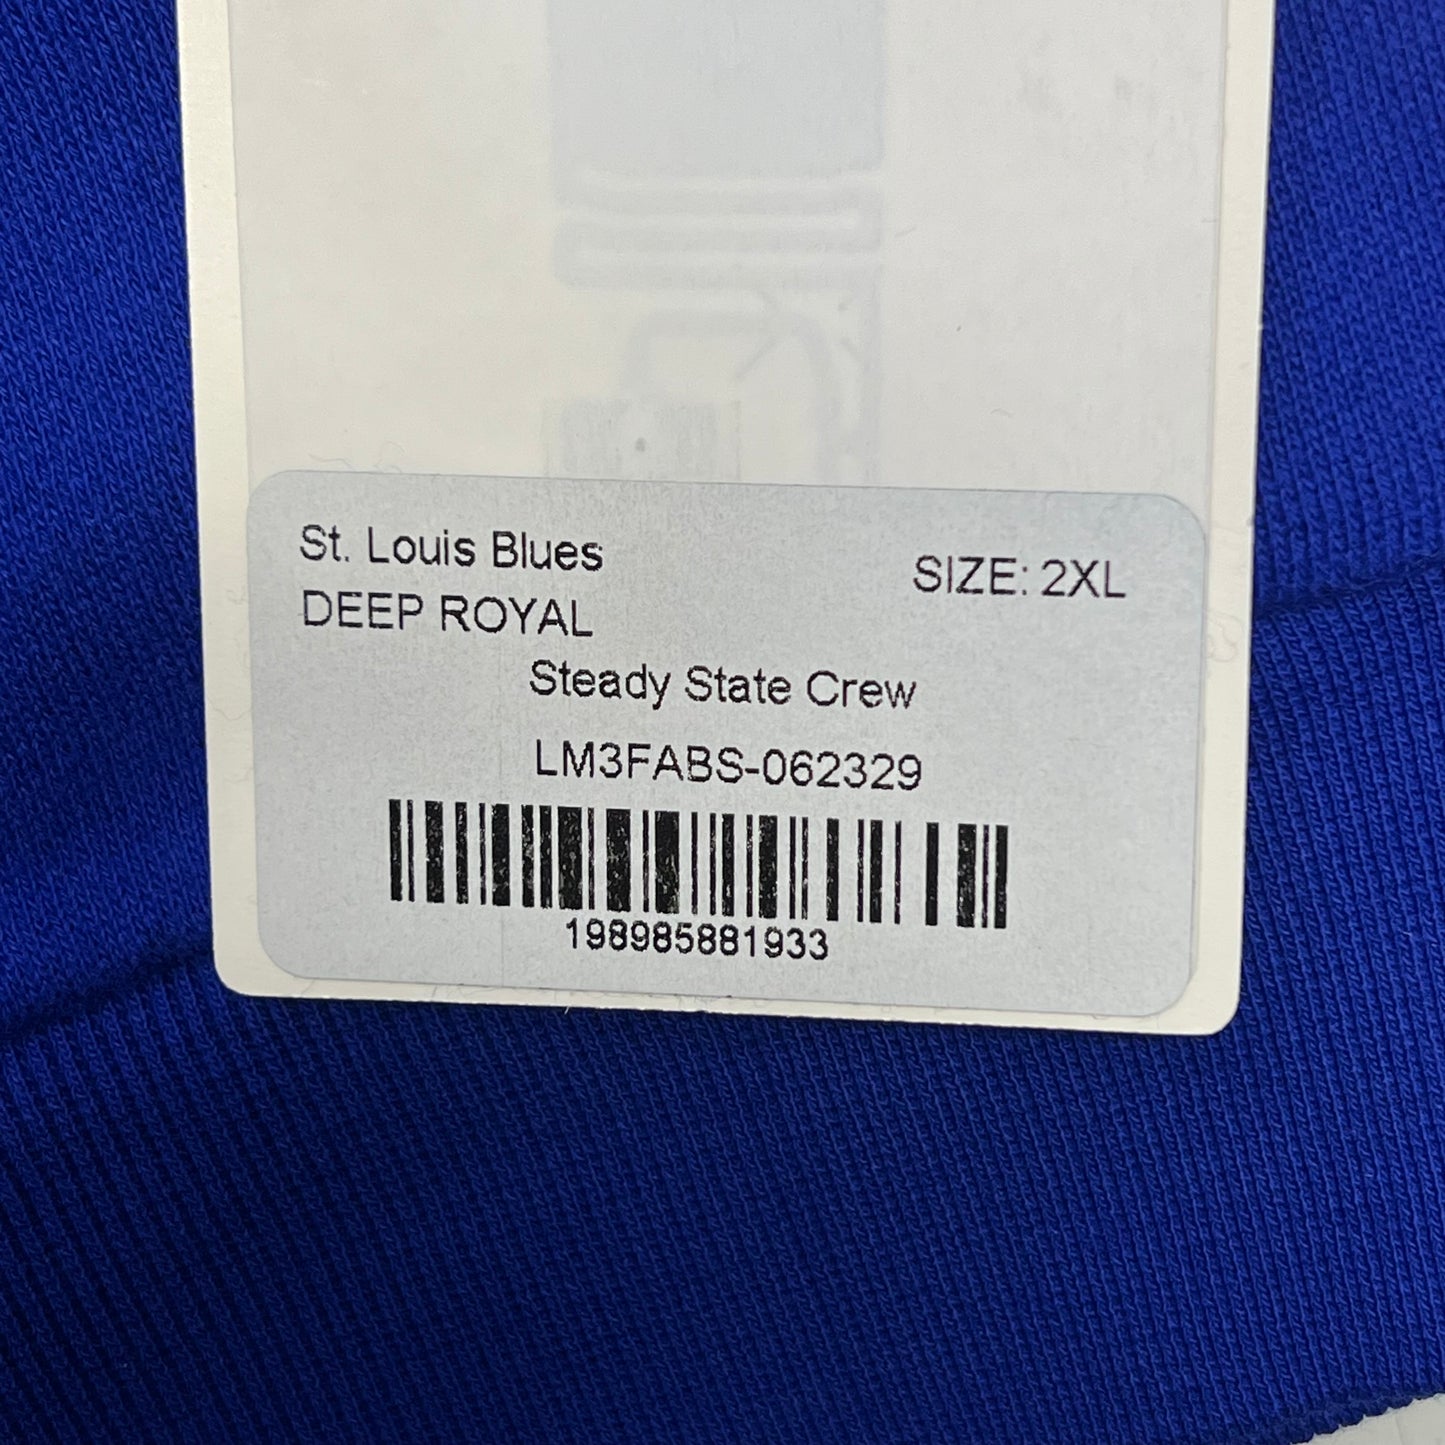 St. Louis Blues
SIZE: 2XL
DEEP ROYAL
Steady State Crew
LM3FABS-062329
198985881933